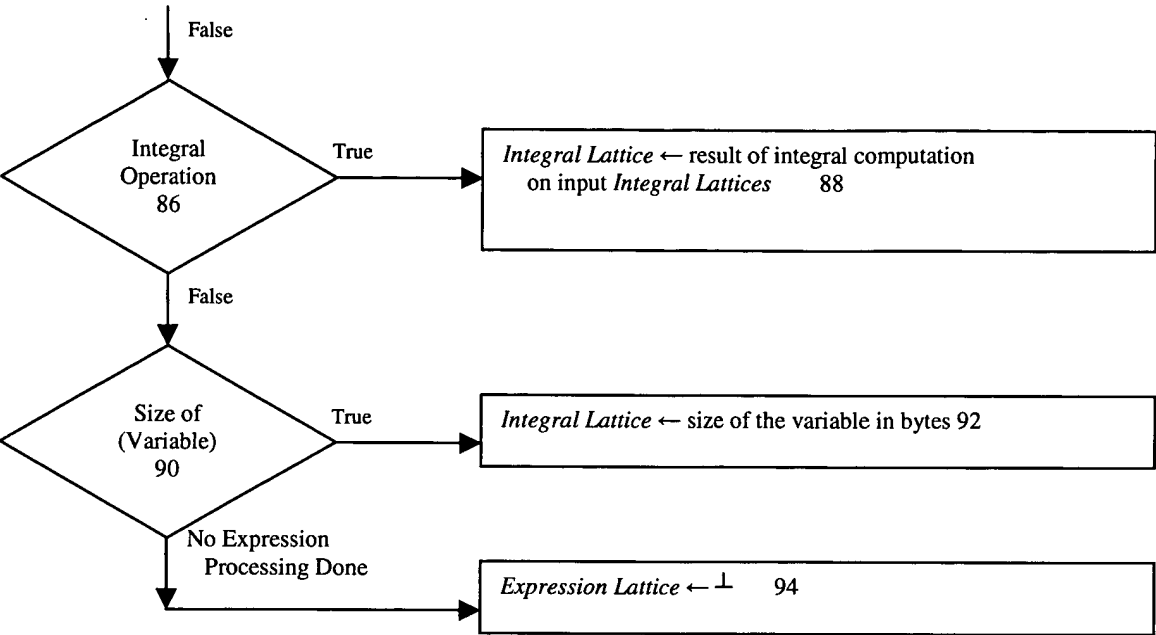 False
Integral
Operation
86
True
Integral Lattice ← result of integral computation
on input Integral Lattices 88
False
Size of
(Variable)
90
True
Integral Lattice ← size of the variable in bytes 92
No Expression
Processing Done
Expression Lattice ← ⊥ 94